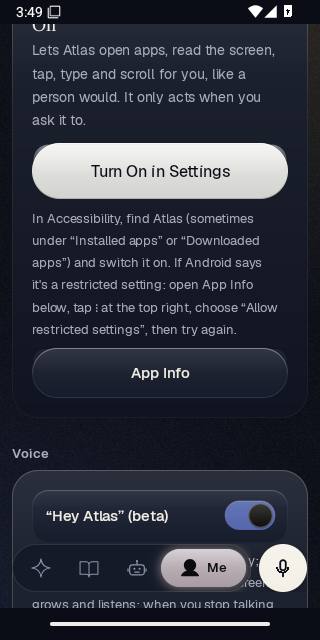 3:49
Off
Lets Atlas open apps, read the screen,
tap, type and scroll for you, like a
person would. It only acts when you
ask it to.
Turn On in Settings
In Accessibility, find Atlas (sometimes
under “Installed apps” or “Downloaded
apps”) and switch it on. If Android says
it's a restricted setting: open App Info
below, tap ⋮ at the top right, choose “Allow
restricted settings”, then try again.
App Info
Voice
“Hey Atlas” (beta)
Me
grows and listens; when you stop talking